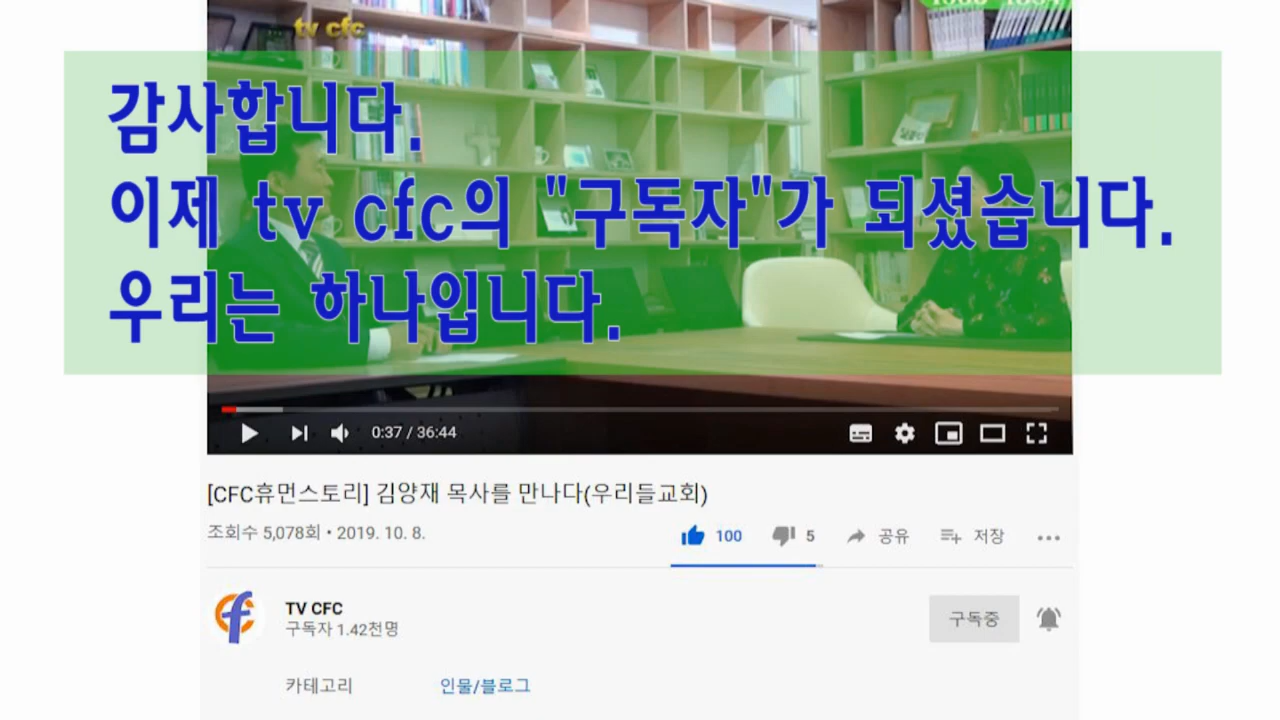 tv cfc
감사합니다.
이제 tv cfc의 "구독자"가 되셨습니다.
우리는 하나입니다.
0:37 / 36:44
[CFC휴먼스토리] 김양재 목사를 만나다(우리들교회)
조회수 5,078회 • 2019. 10. 8.
100
5
공유
저장
TV CFC
구독자 1.42천명
구독중
카테고리
인물/블로그